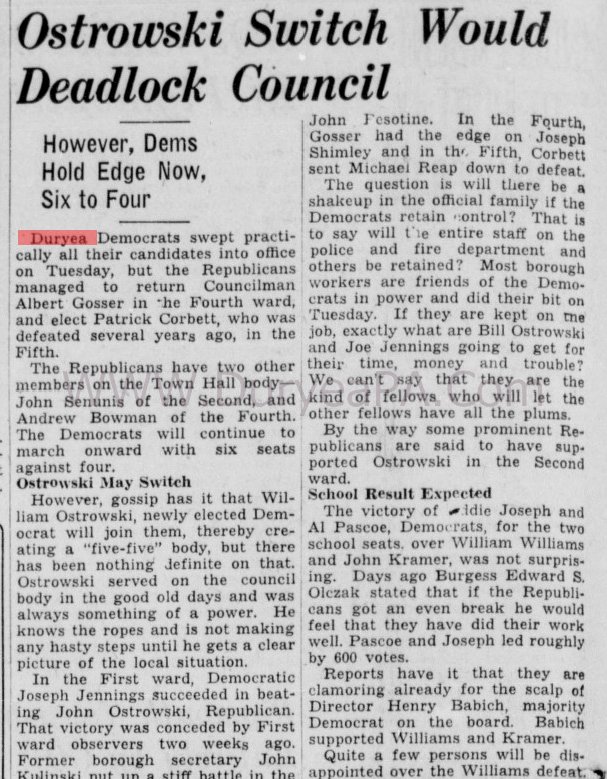 Ostrowski Switch Would
Deadlock Council
However, Dems
Hold Edge Now,
Six to Four
Duryea Democrats swept practi-
cally all their candidates into office
on Tuesday, but the Republicans
managed to return Councilman
Albert Gosser in the Fourth ward,
and elect Patrick Corbett, who was
defeated several years ago, in the
Fifth.
The Republicans have two other
members on the Town Hall body—
John Senunis of the Second, and
Andrew Bowman of the Fourth.
The Democrats will continue to
march onward with six seats
against four.
Ostrowski May Switch
However, gossip has it that Wil-
liam Ostrowski, newly elected Dem-
ocrat will join them, thereby cre-
ating a "five-five" body, but there
has been nothing definite on that.
Ostrowski served on the council
body in the good old days and was
always something of a power. He
knows the ropes and is not making
any hasty steps until he gets a clear
picture of the local situation.
In the First ward, Democratic
Joseph Jennings succeeded in beat-
ing John Ostrowski, Republican.
That victory was conceded by First
ward observers two weeks ago.
Former borough secretary John
Kulinski put up a stiff battle in the
John In the Fourth,
Gosser had the edge on Joseph
Shimley and in the Fifth, Corbett
sent Michael Reap down to defeat.
The question is will there be a
shakeup in the official family if the
Democrats retain control? That is
to say will the entire staff on the
police and fire department and
others be retained? Most borough
workers are friends of the Demo-
crats in power and did their bit on
Tuesday. If they are kept on the
job, exactly what are Bill Ostrowski
and Joe Jennings going to get for
their time, money and trouble?
We can't say that they are the
kind of fellows who will let the
other fellows have all the plums.
By the way some prominent Re-
publicans are said to have sup-
ported Ostrowski in the Second
ward.
School Result Expected
The victory of Joseph and
Al Pascoe, Democrats, for the two
school seats, over William Williams
and John Kramer, was not surpris-
ing. Days ago Burgess Edward S.
Olczak stated that if the Republi-
cans got an even break he would
feel that they have did their work
well. Pascoe and Joseph led roughly
by 600 votes.
Reports have it that they are
clamoring already for the scalp of
Director Henry Babich, majority
Democrat on the board. Babich
supported Williams and Kramer.
Quite a few persons will be dis-
appointed over the Williams defeat.
www.DuryeaPA.Com